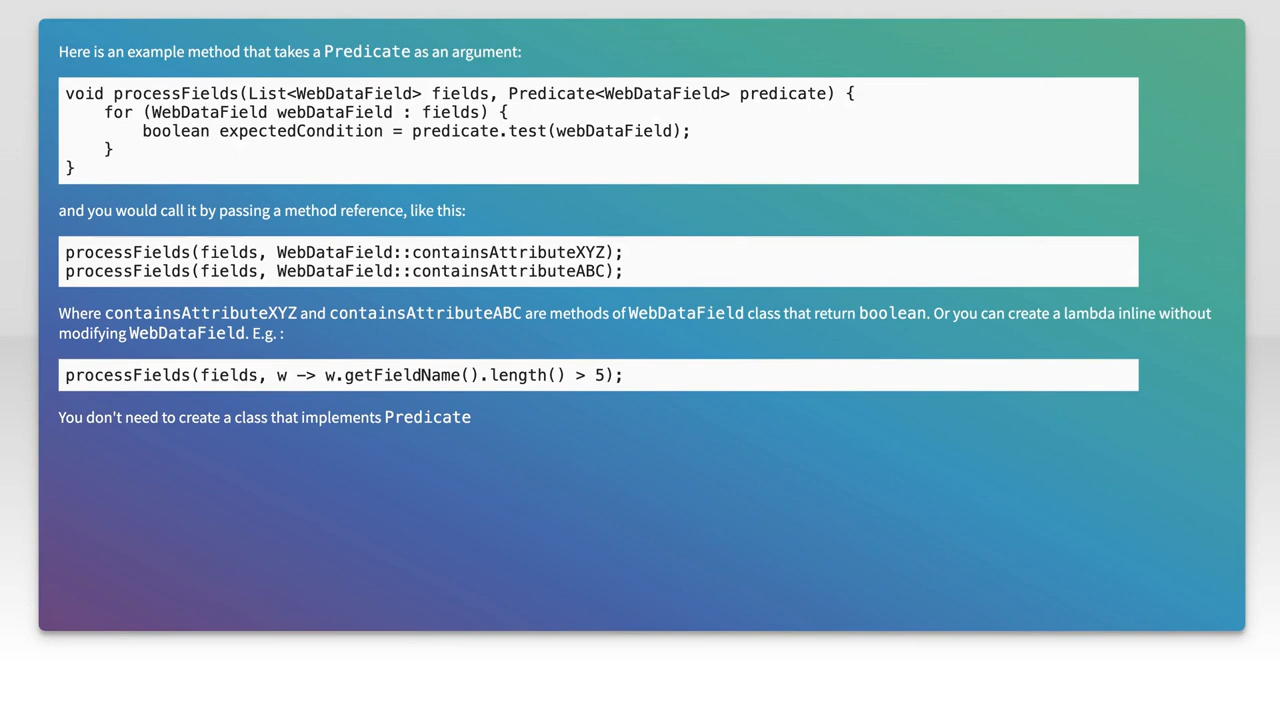 Here is an example method that takes a Predicate as an argument:
void processFields(List<WebDataField> fields, Predicate<WebDataField> predicate) {
    for (WebDataField webDataField : fields) {
        boolean expectedCondition = predicate.test(webDataField);
    }
}
and you would call it by passing a method reference, like this:
processFields(fields, WebDataField::containsAttributeXYZ);
processFields(fields, WebDataField::containsAttributeABC);
Where containsAttributeXYZ and containsAttributeABC are methods of WebDataField class that return boolean. Or you can create a lambda inline without
modifying WebDataField. E.g. :
processFields(fields, w -> w.getFieldName().length() > 5);
You don't need to create a class that implements Predicate